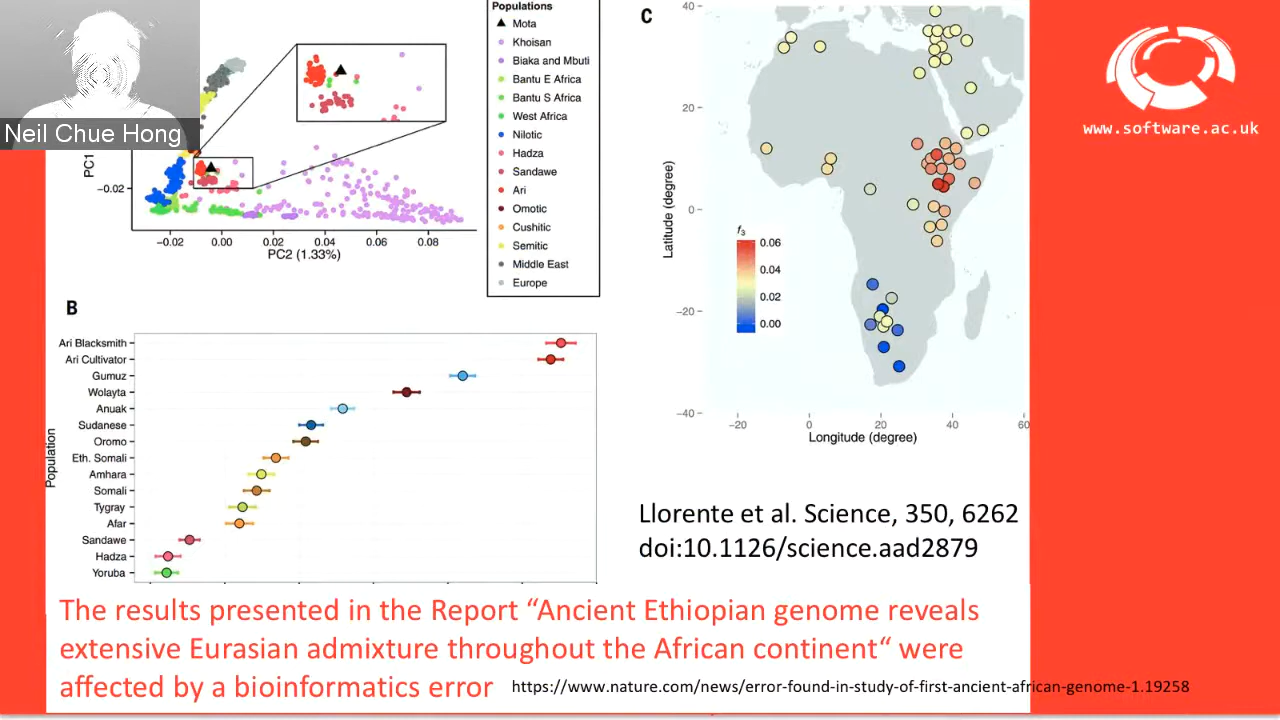 Neil Chue Hong
PC1
−0.02
−0.02
0.00
0.02
0.04
0.06
0.08
PC2 (1.33%)
Populations
Mota
Khoisan
Biaka and Mbuti
Bantu E Africa
Bantu S Africa
West Africa
Nilotic
Hadza
Sandawe
Ari
Omotic
Cushitic
Semitic
Middle East
Europe
B
Population
Ari Blacksmith
Ari Cultivator
Gumuz
Wolayta
Anuak
Sudanese
Oromo
Eth. Somali
Amhara
Somali
Tygray
Afar
Sandawe
Hadza
Yoruba
C
Latitude (degree)
40
20
0
−20
−40
f3
0.06
0.04
0.02
0.00
−20
0
20
40
60
Longitude (degree)
www.software.ac.uk
Llorente et al. Science, 350, 6262
doi:10.1126/science.aad2879
The results presented in the Report “Ancient Ethiopian genome reveals
extensive Eurasian admixture throughout the African continent“ were
affected by a bioinformatics error
https://www.nature.com/news/error-found-in-study-of-first-ancient-african-genome-1.19258